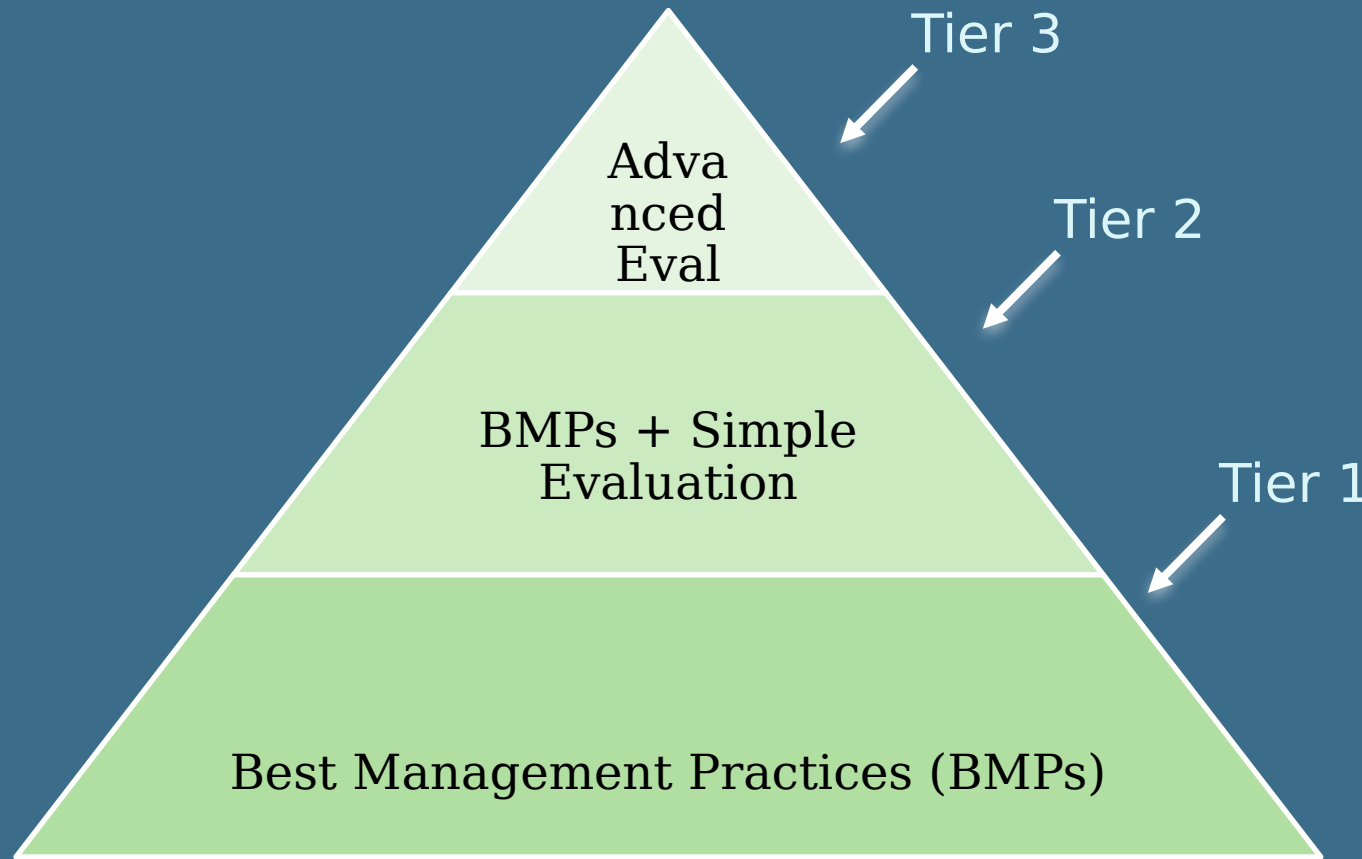 Tier 3
Adva
nced
Eval
Tier 2
BMPs + Simple
Evaluation
Tier 1
Best Management Practices (BMPs)